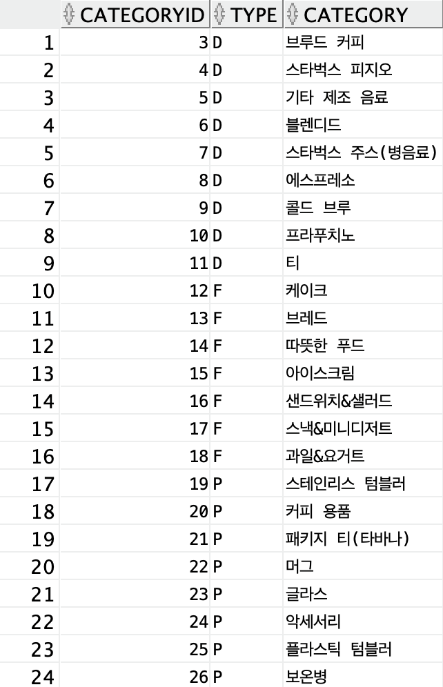 CATEGORYID TYPE CATEGORY
1 3 D 브루드 커피
2 4 D 스타벅스 피지오
3 5 D 기타 제조 음료
4 6 D 블렌디드
5 7 D 스타벅스 주스(병음료)
6 8 D 에스프레소
7 9 D 콜드 브루
8 10 D 프라푸치노
9 11 D 티
10 12 F 케이크
11 13 F 브레드
12 14 F 따뜻한 푸드
13 15 F 아이스크림
14 16 F 샌드위치&샐러드
15 17 F 스낵&미니디저트
16 18 F 과일&요거트
17 19 P 스테인리스 텀블러
18 20 P 커피 용품
19 21 P 패키지 티(타바나)
20 22 P 머그
21 23 P 글라스
22 24 P 악세서리
23 25 P 플라스틱 텀블러
24 26 P 보온병